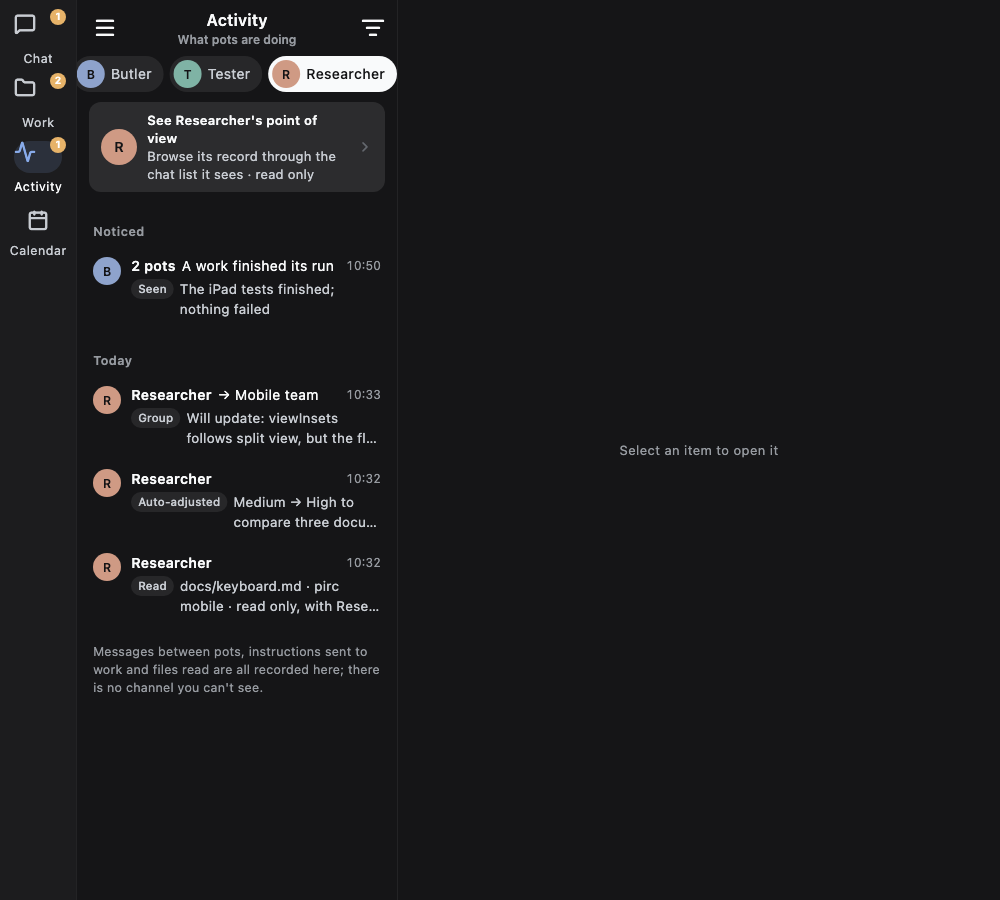 1
Chat
2
Work
1
Activity
Calendar
Activity
What pots are doing
B Butler
T Tester
R Researcher
R
See Researcher's point of
view
Browse its record through the
chat list it sees · read only
Noticed
B
2 pots A work finished its run 10:50
Seen The iPad tests finished;
nothing failed
Today
R
Researcher → Mobile team 10:33
Group Will update: viewInsets
follows split view, but the fl...
R
Researcher 10:32
Auto-adjusted Medium → High to
compare three docu...
R
Researcher 10:32
Read docs/keyboard.md · pirc
mobile · read only, with Rese...
Messages between pots, instructions sent to
work and files read are all recorded here; there
is no channel you can't see.
Select an item to open it